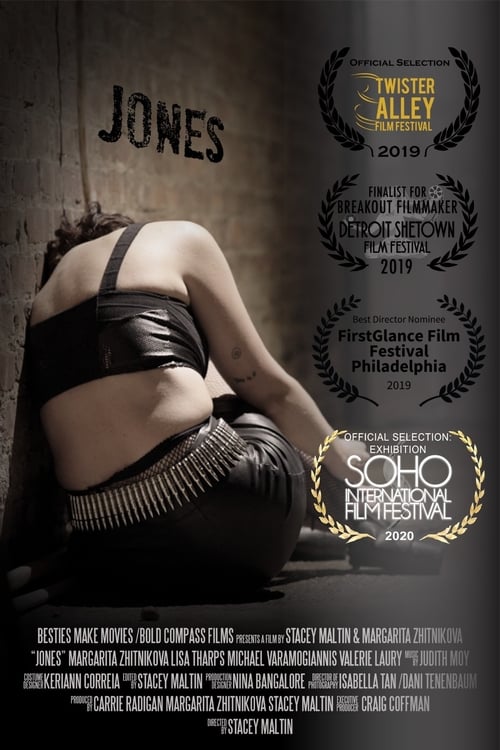 JONES
OFFICIAL SELECTION
TWISTER
ALLEY
FILM FESTIVAL
2019
FINALIST FOR
BREAKOUT FILMMAKER
DETROIT SHETOWN
FILM FESTIVAL
2019
Best Director Nominee
FirstGlance Film
Festival
Philadelphia
2019
OFFICIAL SELECTION:
EXHIBITION
SOHO
INTERNATIONAL
FILM FESTIVAL
2020
BESTIES MAKE MOVIES /BOLD COMPASS FILMS PRESENTS A FILM BY STACEY MALTIN & MARGARITA ZHITNIKOVA
"JONES" MARGARITA ZHITNIKOVA LISA THARPS MICHAEL VARAMOGIANNIS VALERIE LAURY MUSIC BY JUDITH MOY
COSTUME DESIGNER KERIANN CORREIA EDITED BY STACEY MALTIN PRODUCTION DESIGNER NINA BANGALORE DIRECTOR OF PHOTOGRAPHY ISABELLA TAN /DANI TENENBAUM
PRODUCED BY CARRIE RADIGAN MARGARITA ZHITNIKOVA STACEY MALTIN EXECUTIVE PRODUCER CRAIG COFFMAN
DIRECTED BY STACEY MALTIN